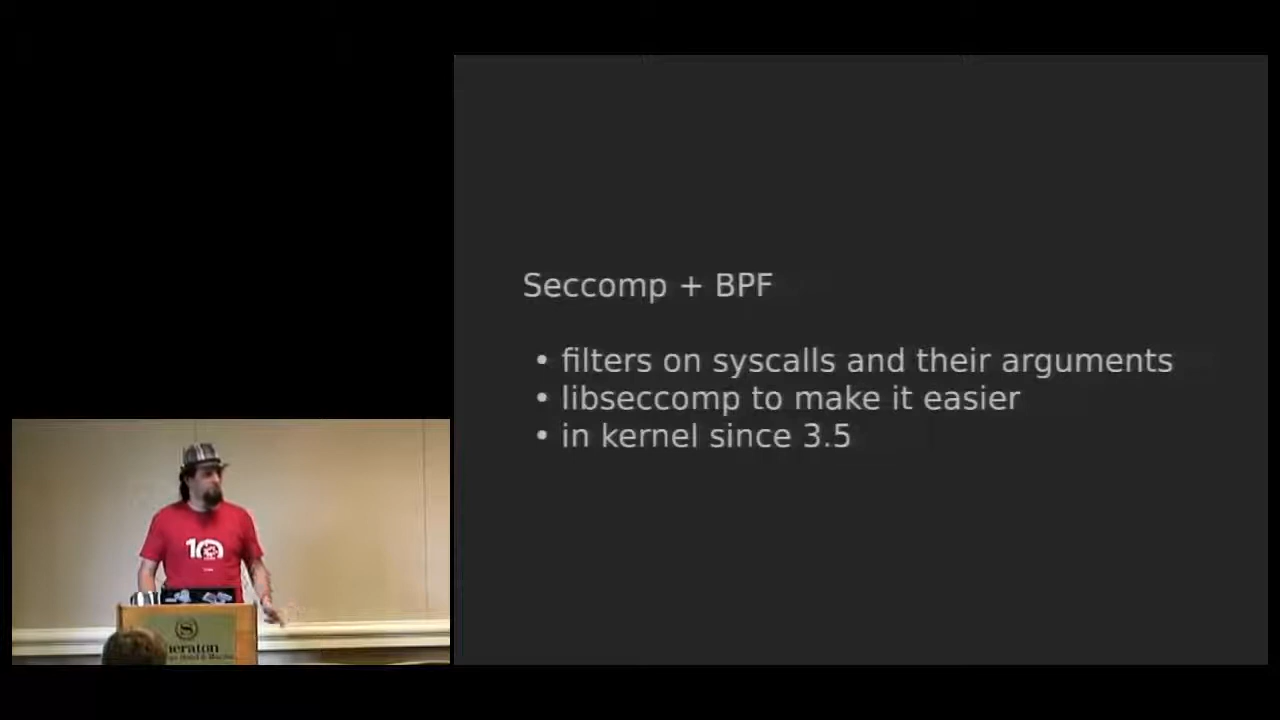 Seccomp + BPF
• filters on syscalls and their arguments
• libseccomp to make it easier
• in kernel since 3.5
10